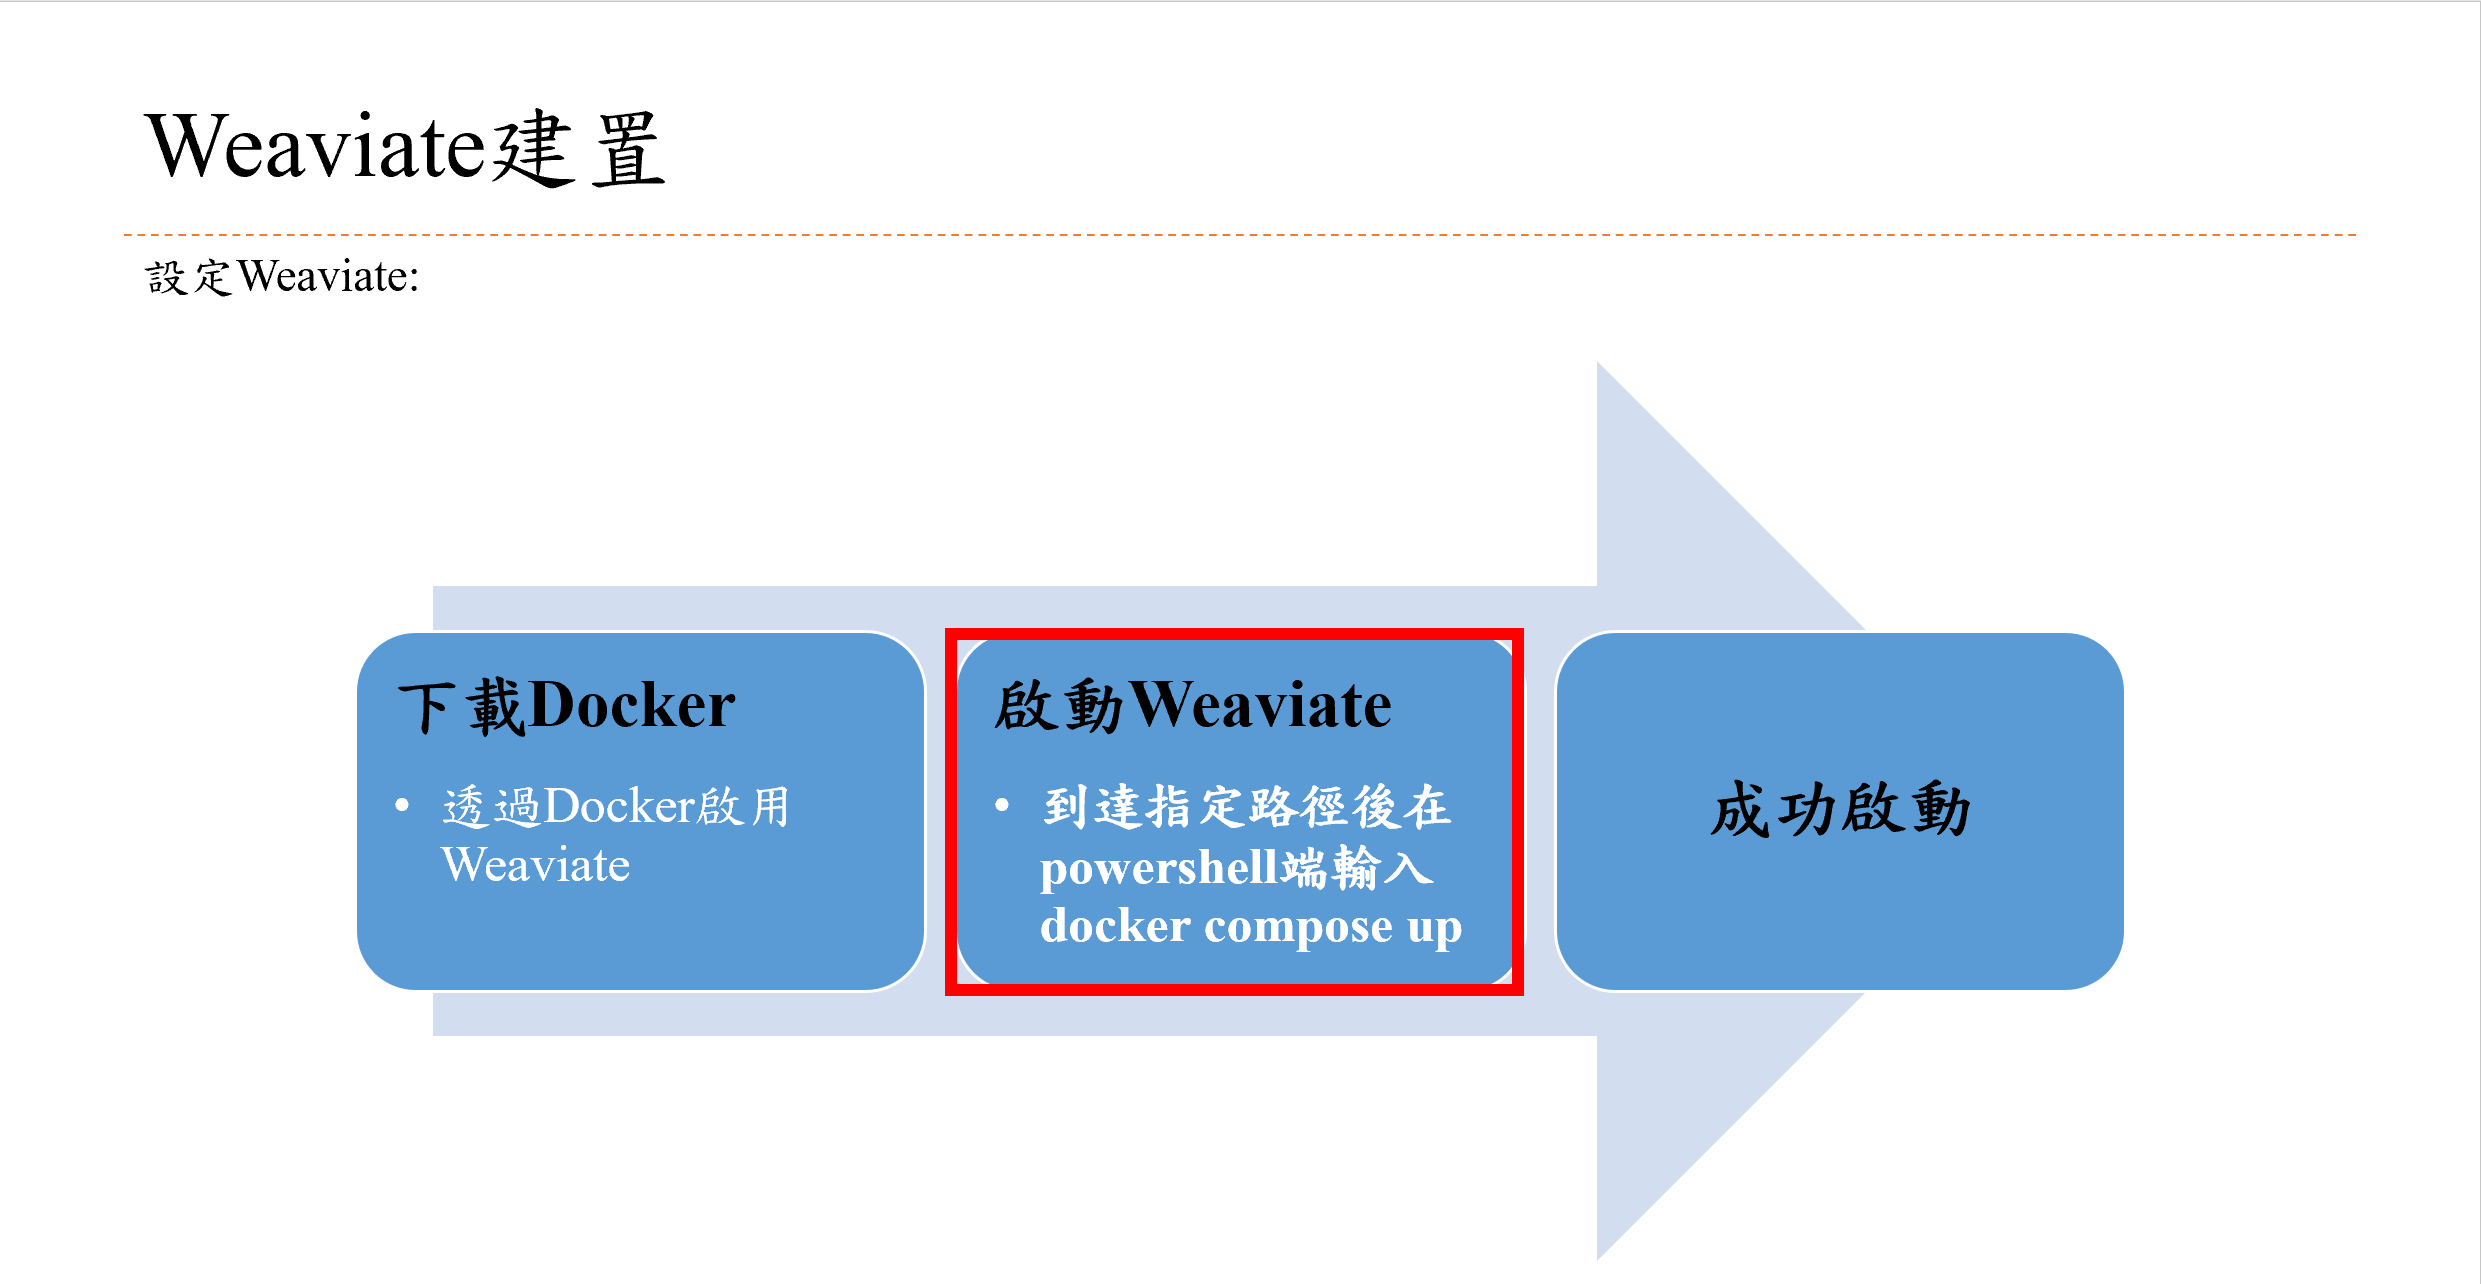 Weaviate建置
設定Weaviate:
下載Docker
• 透過Docker啟用
Weaviate
啟動Weaviate
• 到達指定路徑後在
powershell端輸入
docker compose up
成功啟動